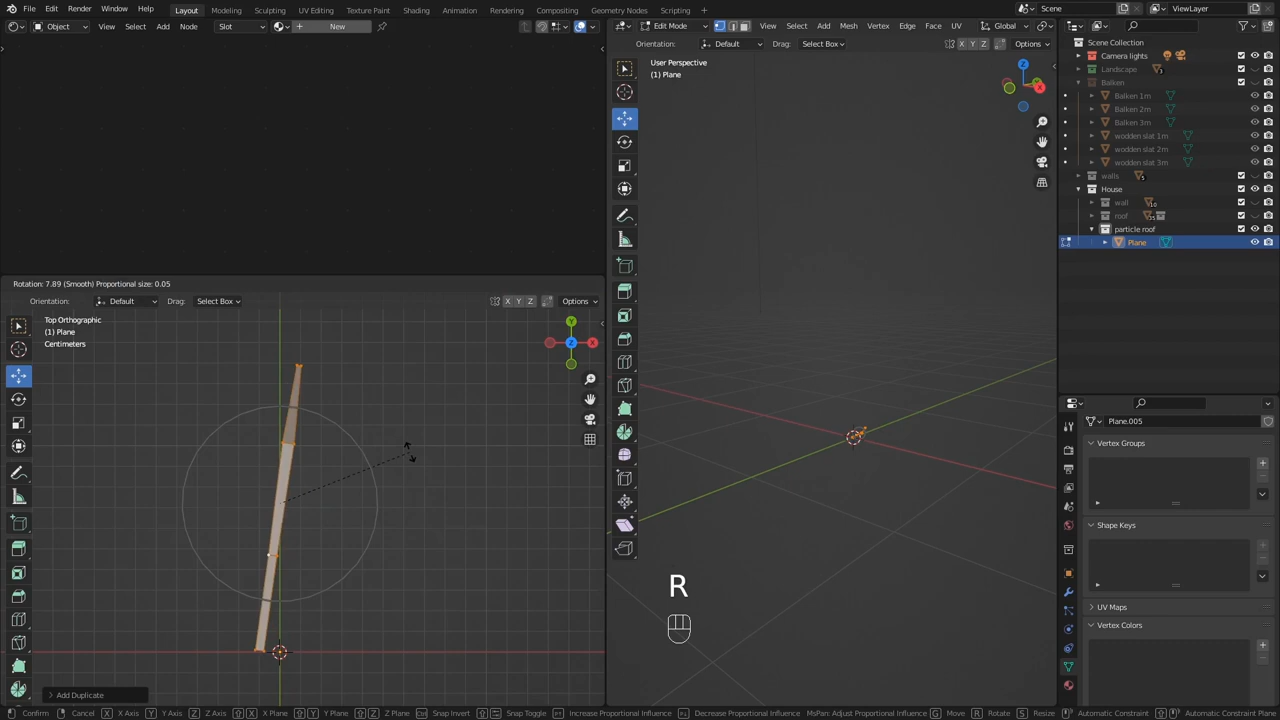 File Edit Render Window Help Layout Modeling Sculpting UV Editing Texture Paint Shading Animation Rendering Compositing Geometry Nodes Scripting Scene ViewLayer
Object View Select Add Node Slot New Edit Mode View Select Add Mesh Vertex Edge Face UV Global
Orientation: Default Drag: Select Box X Y Z Options
Scene Collection
User Perspective
(1) Plane
Camera lights
Landscape
Balken
Balken 1m
Balken 2m
Balken 3m
wooden slat 1m
wooden slat 2m
wooden slat 3m
walls
House
wall
roof
particle roof
Plane
Rotation: 7.89 (Smooth) Proportional size: 0.05
Orientation: Default Drag: Select Box X Y Z Options
Top Orthographic
(1) Plane
Centimeters
Plane.005
Vertex Groups
Shape Keys
UV Maps
Vertex Colors
R
Add Duplicate
Confirm Cancel X X Axis Y Y Axis Z Z Axis X X Plane Y Y Plane Z Z Plane Snap Invert Snap Toggle Increase Proportional Influence Decrease Proportional Influence MsPan: Adjust Proportional Influence G Move R Rotate S Resize Automatic Constraint Automatic Constraint Plane